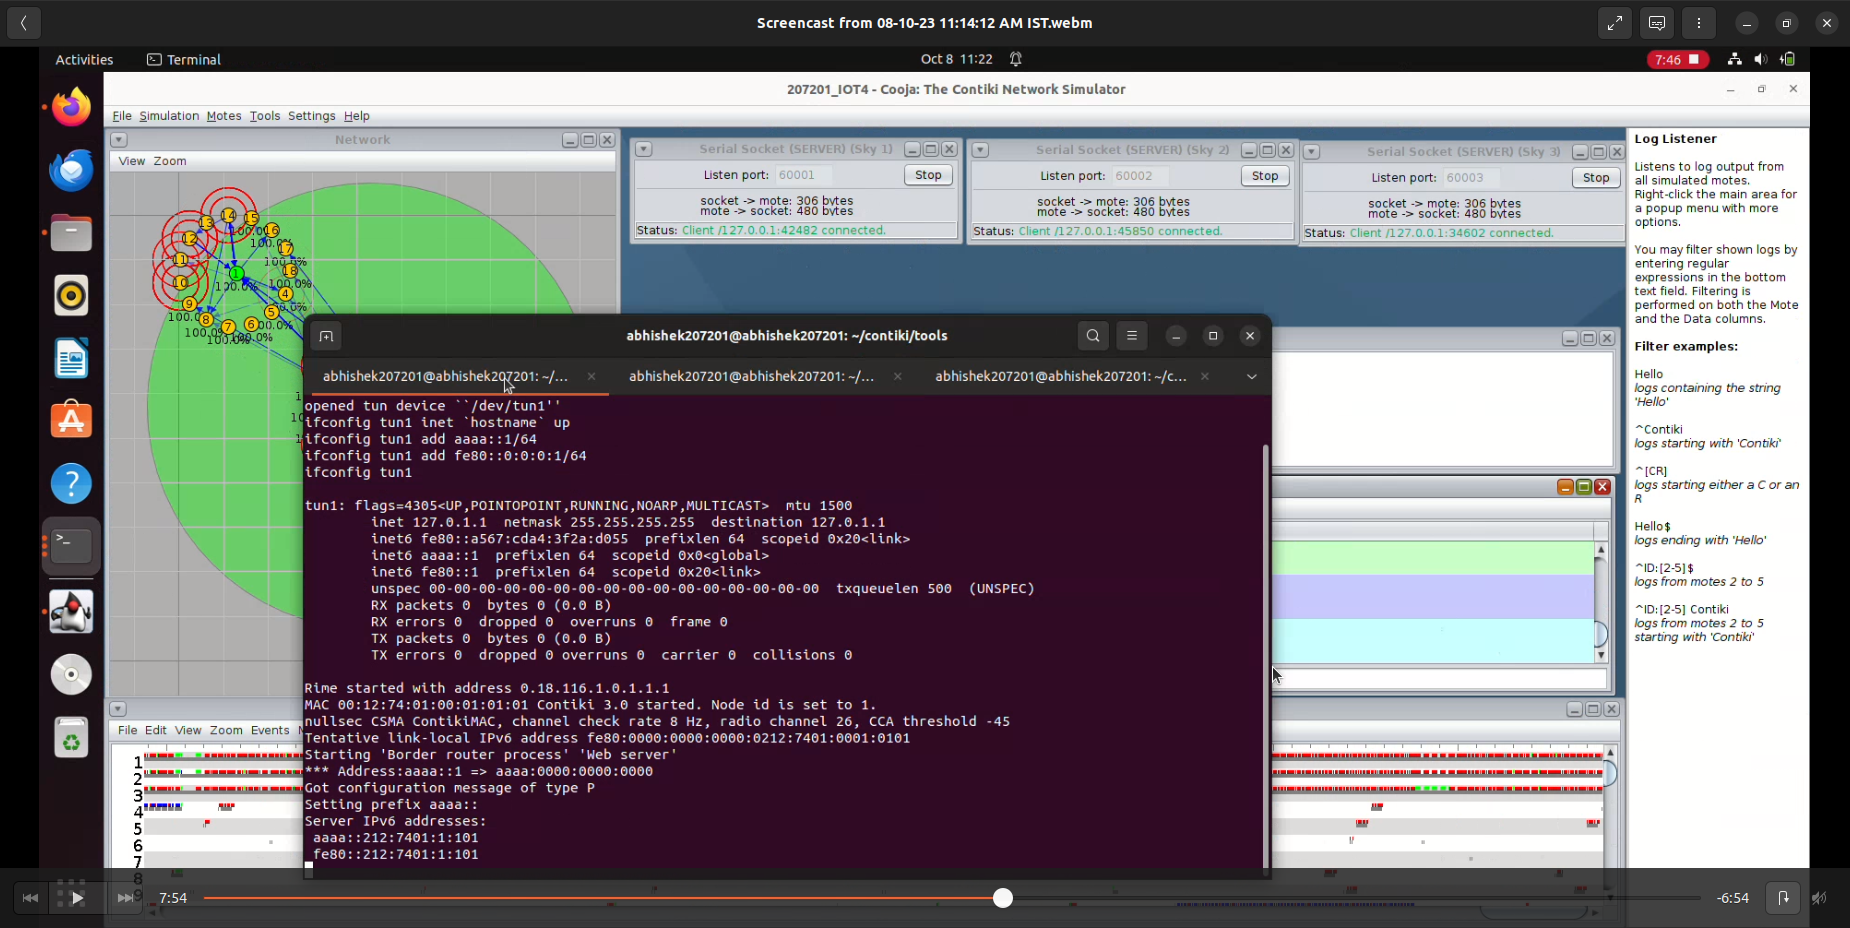 Screencast from 08-10-23 11:14:12 AM IST.webm
Activities
Terminal
Oct 8 11:22
7:46
207201_IOT4 - Cooja: The Contiki Network Simulator
File Simulation Motes Tools Settings Help
Network
View Zoom
14
15
13
16
12
17
11
18
10
1
4
9
5
8
7
6
Serial Socket (SERVER) (Sky 1)
Listen port: 60001
Stop
socket -> mote: 306 bytes
mote -> socket: 480 bytes
Status: Client /127.0.0.1:42482 connected.
Serial Socket (SERVER) (Sky 2)
Listen port: 60002
Stop
socket -> mote: 306 bytes
mote -> socket: 480 bytes
Status: Client /127.0.0.1:45850 connected.
Serial Socket (SERVER) (Sky 3)
Listen port: 60003
Stop
socket -> mote: 306 bytes
mote -> socket: 480 bytes
Status: Client /127.0.0.1:34602 connected.
Log Listener
Listens to log output from
all simulated motes.
Right-click the main area for
a popup menu with more
options.
You may filter shown logs by
entering regular
expressions in the bottom
text field. Filtering is
performed on both the Mote
and the Data columns.
Filter examples:
Hello
logs containing the string
'Hello'
^Contiki
logs starting with 'Contiki'
^[CR]
logs starting either a C or an
R
Hello$
logs ending with 'Hello'
^ID:[2-5]$
logs from motes 2 to 5
^ID:[2-5] Contiki
logs from motes 2 to 5
starting with 'Contiki'
abhishek207201@abhishek207201: ~/contiki/tools
abhishek207201@abhishek207201: ~/...
abhishek207201@abhishek207201: ~/...
abhishek207201@abhishek207201: ~/c...
opened tun device ``/dev/tun1''
ifconfig tun1 inet `hostname` up
ifconfig tun1 add aaaa::1/64
ifconfig tun1 add fe80::0:0:0:1/64
ifconfig tun1
tun1: flags=4305<UP,POINTOPOINT,RUNNING,NOARP,MULTICAST>  mtu 1500
inet 127.0.1.1  netmask 255.255.255.255  destination 127.0.1.1
inet6 fe80::a567:cda4:3f2a:d055  prefixlen 64  scopeid 0x20<link>
inet6 aaaa::1  prefixlen 64  scopeid 0x0<global>
inet6 fe80::1  prefixlen 64  scopeid 0x20<link>
unspec 00-00-00-00-00-00-00-00-00-00-00-00-00-00-00-00  txqueuelen 500  (UNSPEC)
RX packets 0  bytes 0 (0.0 B)
RX errors 0  dropped 0  overruns 0  frame 0
TX packets 0  bytes 0 (0.0 B)
TX errors 0  dropped 0 overruns 0  carrier 0  collisions 0
Rime started with address 0.18.116.1.0.1.1.1
MAC 00:12:74:01:00:01:01:01 Contiki 3.0 started. Node id is set to 1.
nullsec CSMA ContikiMAC, channel check rate 8 Hz, radio channel 26, CCA threshold -45
Tentative link-local IPv6 address fe80:0000:0000:0000:0212:7401:0001:0101
Starting 'Border router process' 'Web server'
*** Address:aaaa::1 => aaaa:0000:0000:0000
Got configuration message of type P
Setting prefix aaaa::
Server IPv6 addresses:
aaaa::212:7401:1:101
fe80::212:7401:1:101
File Edit View Zoom Events
1
2
3
4
5
6
7
8
9
7:54
-6:54